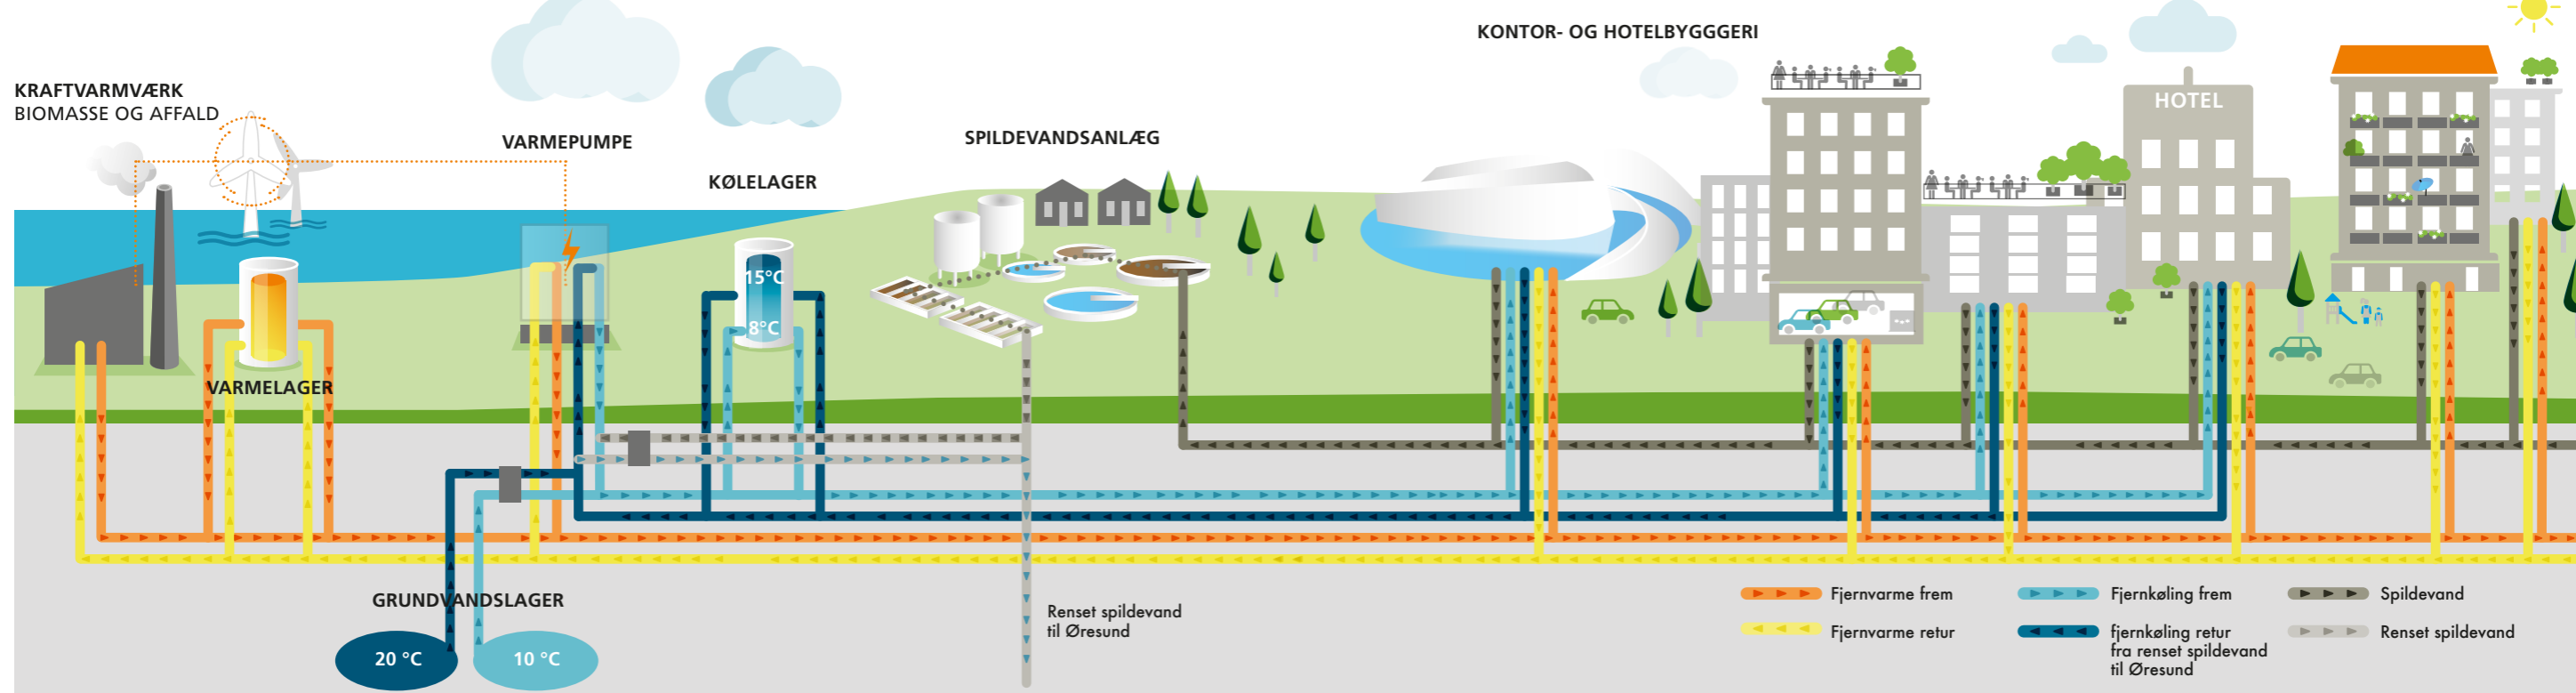 KRAFTVARMVÆRK
BIOMASSE OG AFFALD
VARMELAGER
VARMEPUMPE
KØLELAGER
15°C
8°C
SPILDEVANDSANLÆG
KONTOR- OG HOTELBYGGGERI
HOTEL
GRUNDVANDSLAGER
20 °C
10 °C
Renset spildevand
til Øresund
Fjernvarme frem
Fjernvarme retur
Fjernkøling frem
fjernkøling retur
fra renset spildevand
til Øresund
Spildevand
Renset spildevand